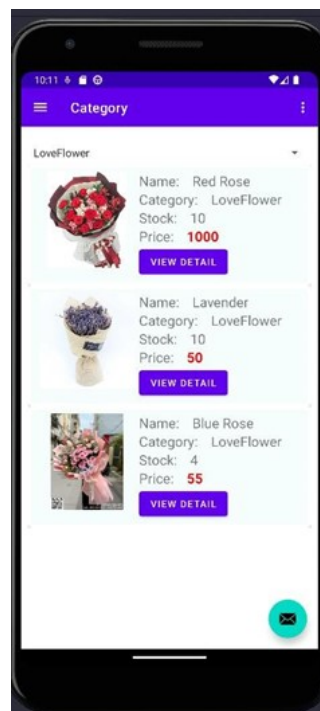 10:11
Category
LoveFlower
Name: Red Rose
Category: LoveFlower
Stock: 10
Price: 1000
VIEW DETAIL
Name: Lavender
Category: LoveFlower
Stock: 10
Price: 50
VIEW DETAIL
Name: Blue Rose
Category: LoveFlower
Stock: 4
Price: 55
VIEW DETAIL